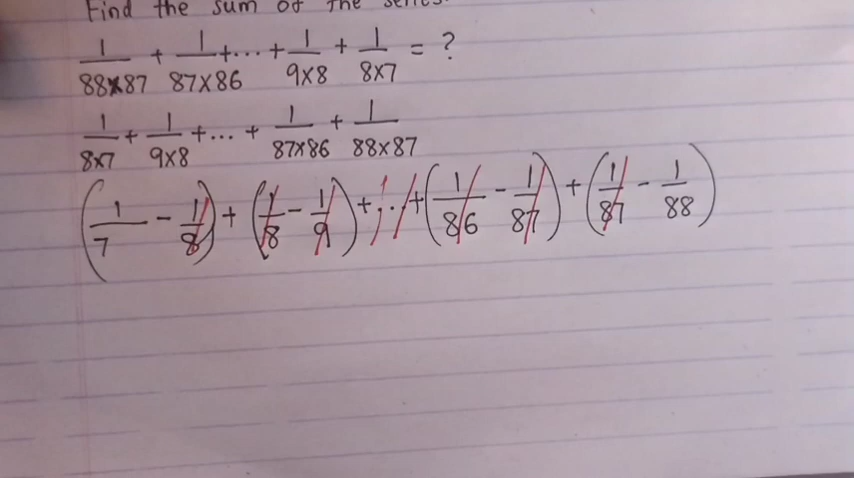 Find the sum of the series.
1/88×87 + 1/87×86 +...+ 1/9×8 + 1/8×7 = ?
1/8×7 + 1/9×8 +...+ 1/87×86 + 1/88×87
(1/7 - 1/8) + (1/8 - 1/9) +...+ (1/86 - 1/87) + (1/87 - 1/88)